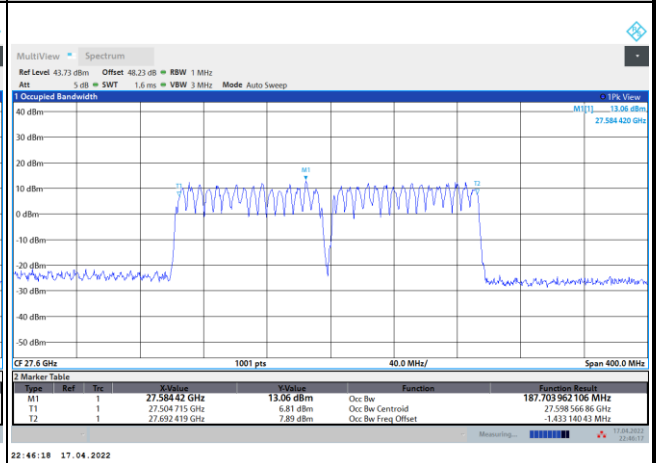 MultiView Spectrum
Ref Level 43.73 dBm Offset 48.23 dB RBW 1 MHz
Att 5 dB SWT 1.6 ms VBW 3 MHz Mode Auto Sweep
1 Occupied Bandwidth 1Pk View
M1[1] 13.06 dBm
27.584 420 GHz
40 dBm
30 dBm
20 dBm
M1
T1
T2
10 dBm
0 dBm
-10 dBm
-20 dBm
-30 dBm
-40 dBm
-50 dBm
CF 27.6 GHz 1001 pts 40.0 MHz/ Span 400.0 MHz
2 Marker Table
Type Ref Trc X-Value Y-Value Function Function Result
M1 1 27.584 42 GHz 13.06 dBm Occ Bw 187.703 962 106 MHz
T1 1 27.504 715 GHz 6.81 dBm Occ Bw Centroid 27.598 566 86 GHz
T2 1 27.692 419 GHz 7.89 dBm Occ Bw Freq Offset -1.433 140 43 MHz
Measuring... 17.04.2022
22:46:17
22:46:18 17.04.2022